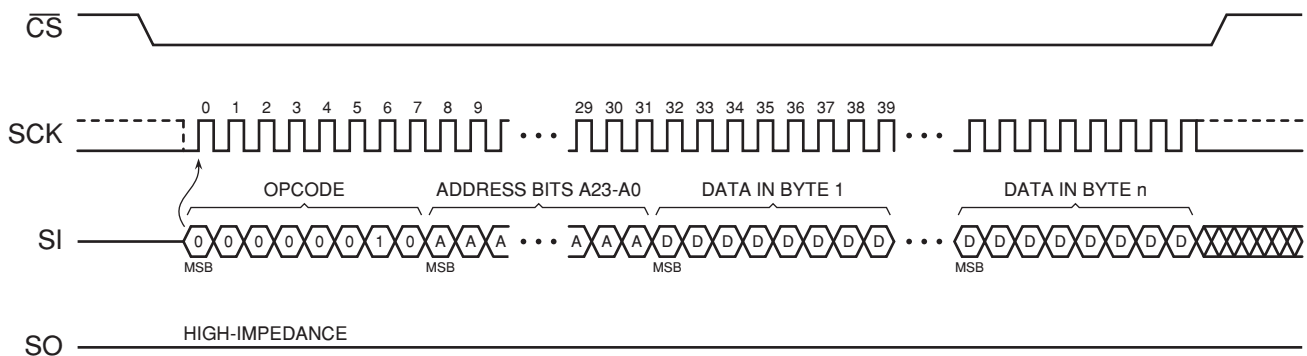 CS
0 1 2 3 4 5 6 7 8 9 29 30 31 32 33 34 35 36 37 38 39
SCK
OPCODE ADDRESS BITS A23-A0 DATA IN BYTE 1 DATA IN BYTE n
SI 0 0 0 0 0 0 1 0 A A A A A A D D D D D D D D D D D D D D D D
MSB MSB MSB MSB
HIGH-IMPEDANCE
SO